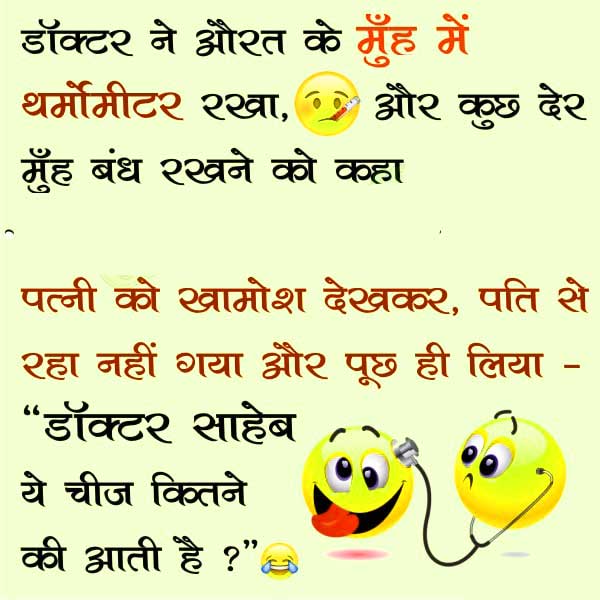 डॉक्टर ने औरत के मुँह में
थर्मोमीटर रखा, और कुछ देर
मुँह बंध रखने को कहा
पत्नी को खामोश देखकर, पति से
रहा नहीं गया और पूछ ही लिया -
“डॉक्टर साहेब
ये चीज कितने
की आती है ?”